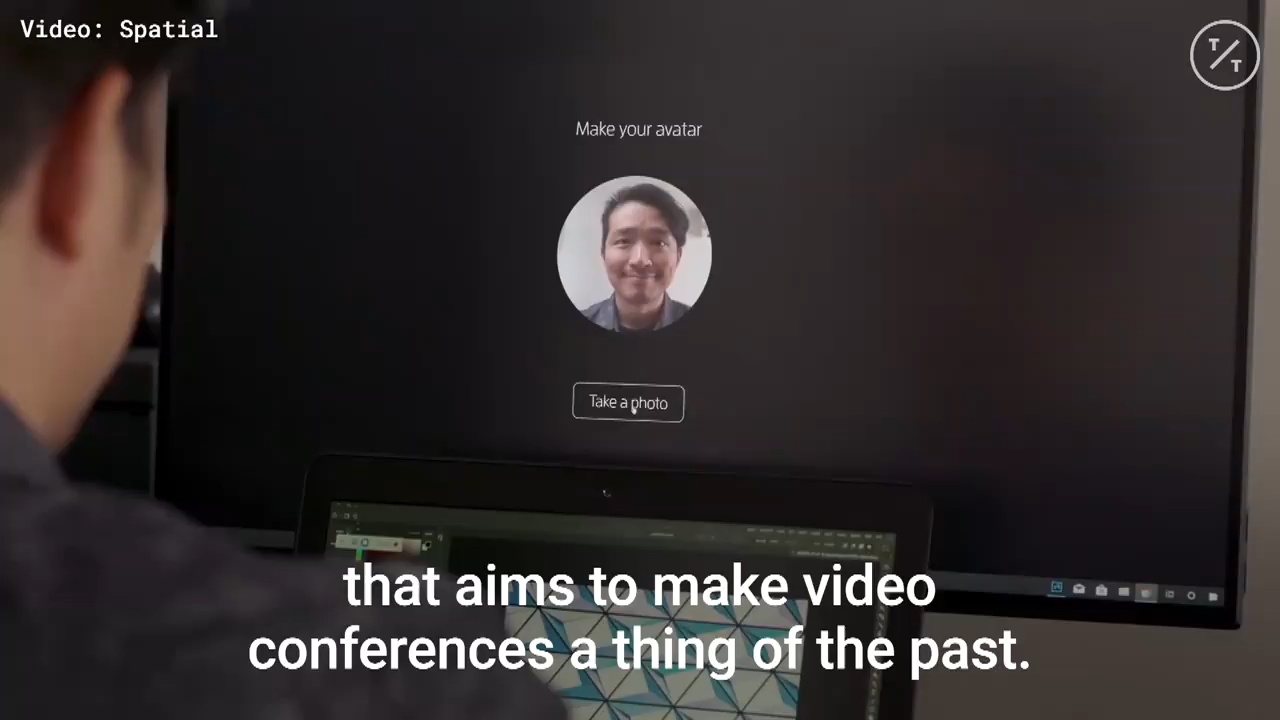 Video: Spatial
T/T
Make your avatar
Take a photo
that aims to make video
conferences a thing of the past.